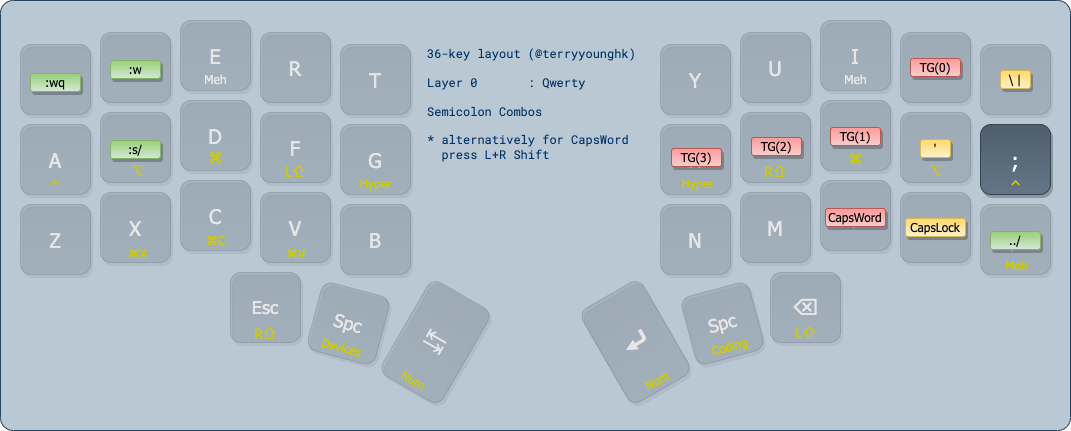 :wq :w E R T
Meh
36-key layout (@terryyounghk)
Layer 0 : Qwerty
Semicolon Combos
* alternatively for CapsWord
press L+R Shift
Y U I TG(0) \ |
Meh
A :s/ D F G
^ ⌥ ⌘ L⇧ Hyper
TG(3) TG(2) TG(1) ' ;
Hyper R⇧ ⌘ ⌥ ^
Z X C V B
⌘X ⌘C ⌘V
N M CapsWord CapsLock ../
Meh
Esc Spc ↹
R⇧ Devices Num
⏎ Spc ⌫
Num Coding L⇧